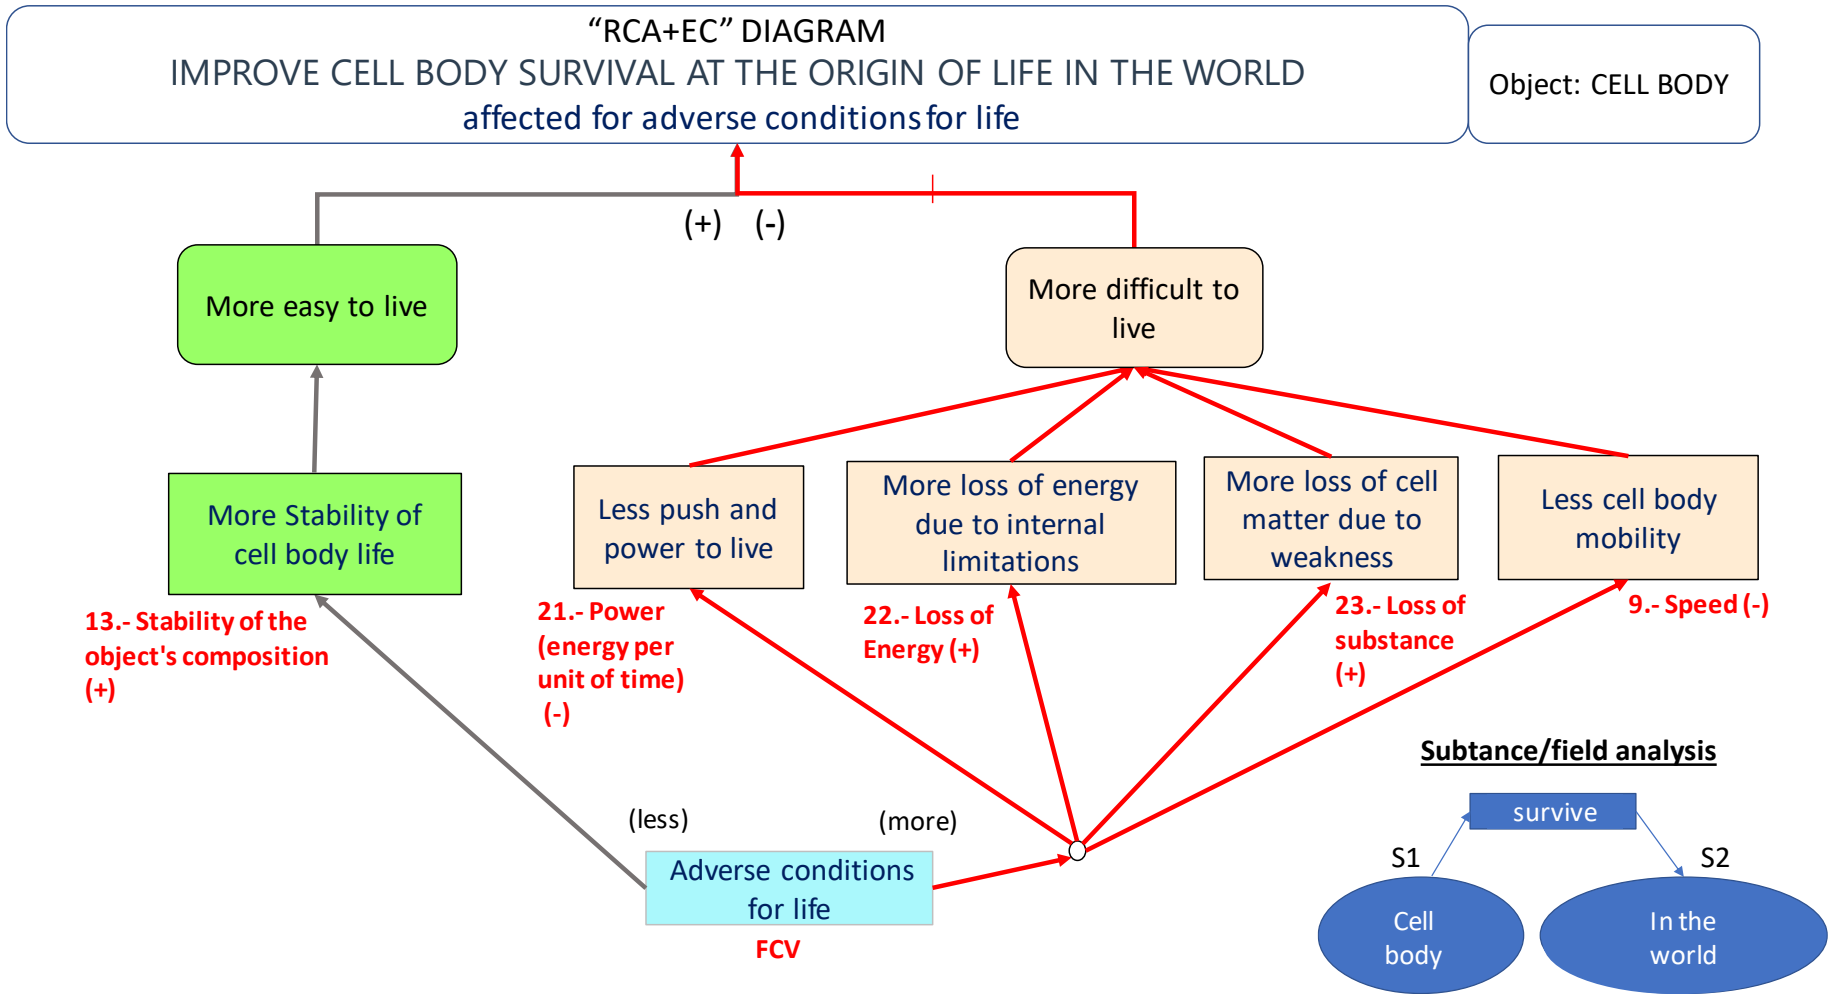 “RCA+EC” DIAGRAM
IMPROVE CELL BODY SURVIVAL AT THE ORIGIN OF LIFE IN THE WORLD
affected for adverse conditions for life
Object: CELL BODY
(+)
(-)
More easy to live
More difficult to
live
More Stability of
cell body life
Less push and
power to live
More loss of energy
due to internal
limitations
More loss of cell
matter due to
weakness
Less cell body
mobility
13.- Stability of the
object's composition
(+)
21.- Power
(energy per
unit of time)
(-)
22.- Loss of
Energy (+)
23.- Loss of
substance
(+)
9.- Speed (-)
(less)
(more)
Adverse conditions
for life
FCV
Subtance/field analysis
survive
S1
S2
Cell
body
In the
world